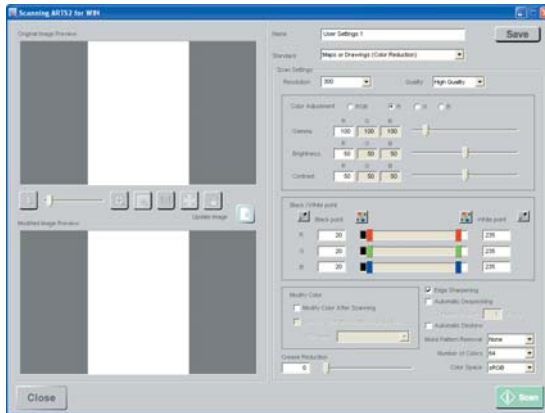 Scanning ARTS2 for WIN
Original Image Preview
Name
User Settings 1
Save
Standard
Maps or Drawings (Color Reduction)
Scan Settings
Resolution
300
Quality
High Quality
Color Adjustment
RGB
R
G
B
R G B
Gamma
100 100 100
R G B
Brightness
50 50 50
R G B
Contrast
50 50 50
Update Image
Modified Image Preview
Black / White point
Black point
White point
R 20 235
G 20 235
B 20 235
Modify Color
Modify Color After Scanning
Edge Sharpening
Automatic Despeckling
Automatic Deskew
Moire Pattern Removal
None
Grease Reduction
0
Number of Colors
64
Color Space
sRGB
Close
Scan